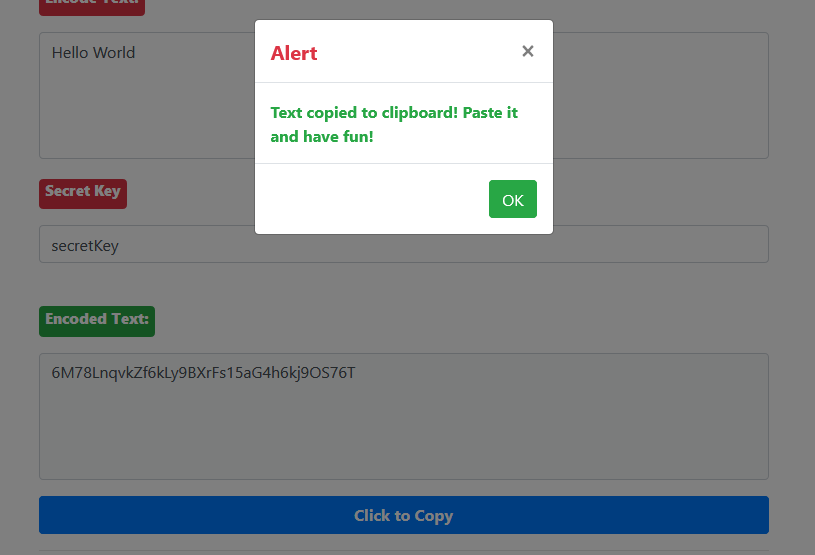 Encode Text:
Hello World
Alert ×
Text copied to clipboard! Paste it
and have fun!
OK
Secret Key
secretKey
Encoded Text:
6M78LnqvkZf6kLy9BXrFs15aG4h6kj9OS76T
Click to Copy